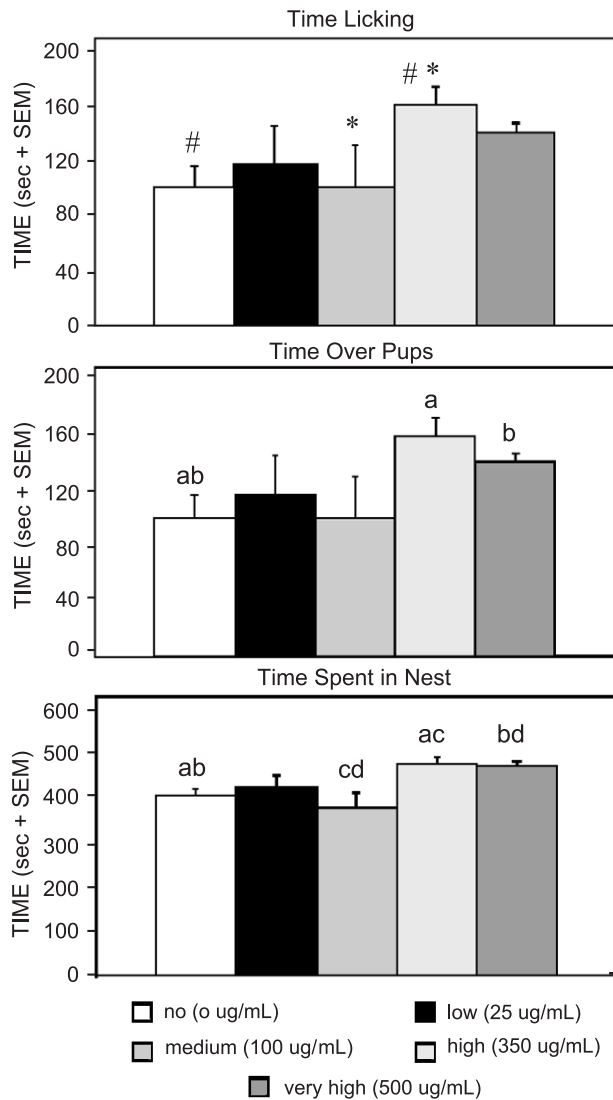 Time Licking
TIME (sec + SEM)
200
160
120
80
40
0
#
*
# *
Time Over Pups
TIME (sec + SEM)
200
160
120
80
40
0
ab
a
b
Time Spent in Nest
TIME (sec + SEM)
600
500
400
300
200
100
0
ab
cd
ac
bd
no (o ug/mL)
low (25 ug/mL)
medium (100 ug/mL)
high (350 ug/mL)
very high (500 ug/mL)